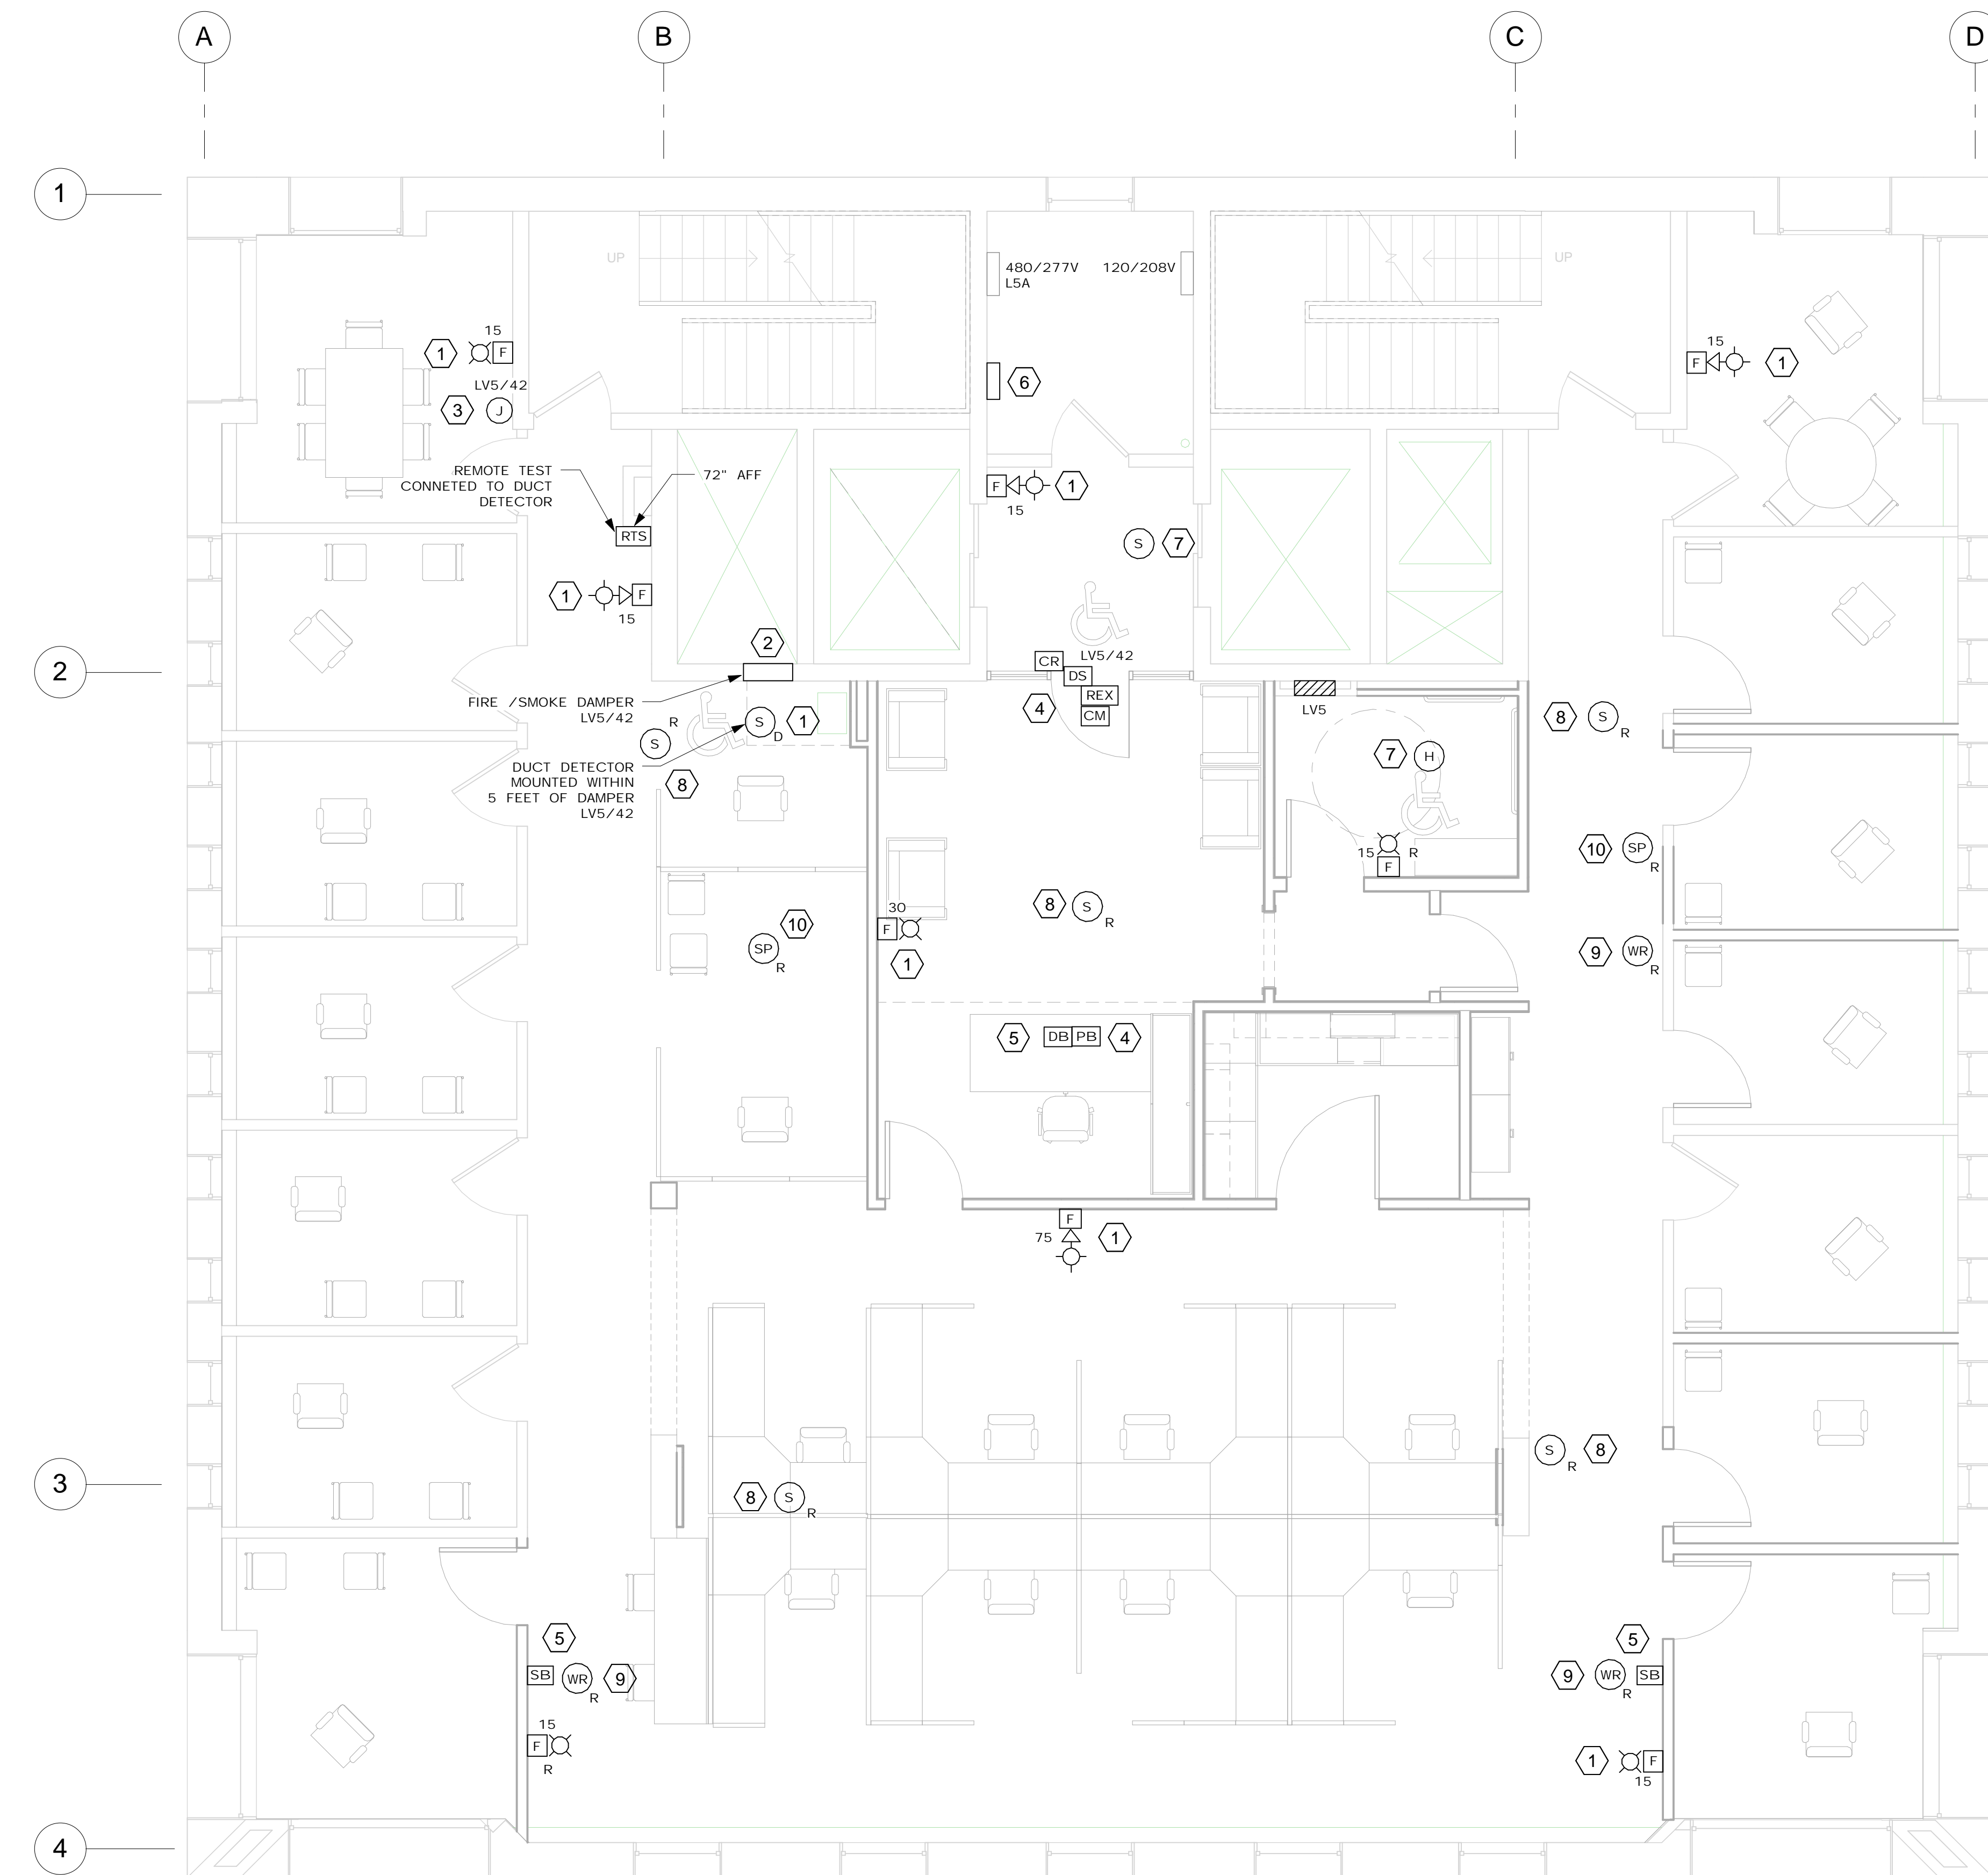 A
B
C
D
1
UP
UP
480/277V
L5A
120/208V
15
1
F
LV5/42
3
J
6
15
F
1
REMOTE TEST
CONNETED TO DUCT
DETECTOR
72" AFF
RTS
F
1
15
S
7
1
F
15
2
2
FIRE /SMOKE DAMPER
LV5/42
LV5/42
CR
DS
REX
CM
4
LV5
R
S
S
D
1
8
S
R
DUCT DETECTOR
MOUNTED WITHIN
5 FEET OF DAMPER
LV5/42
8
7
H
15
R
F
10
SP
R
30
F
1
10
SP
R
8
S
R
9
WR
R
5
DB
PB
4
F
75
1
3
8
S
R
S
R
8
5
SB
WR
R
9
5
9
WR
R
SB
15
F
R
1
F
15
4